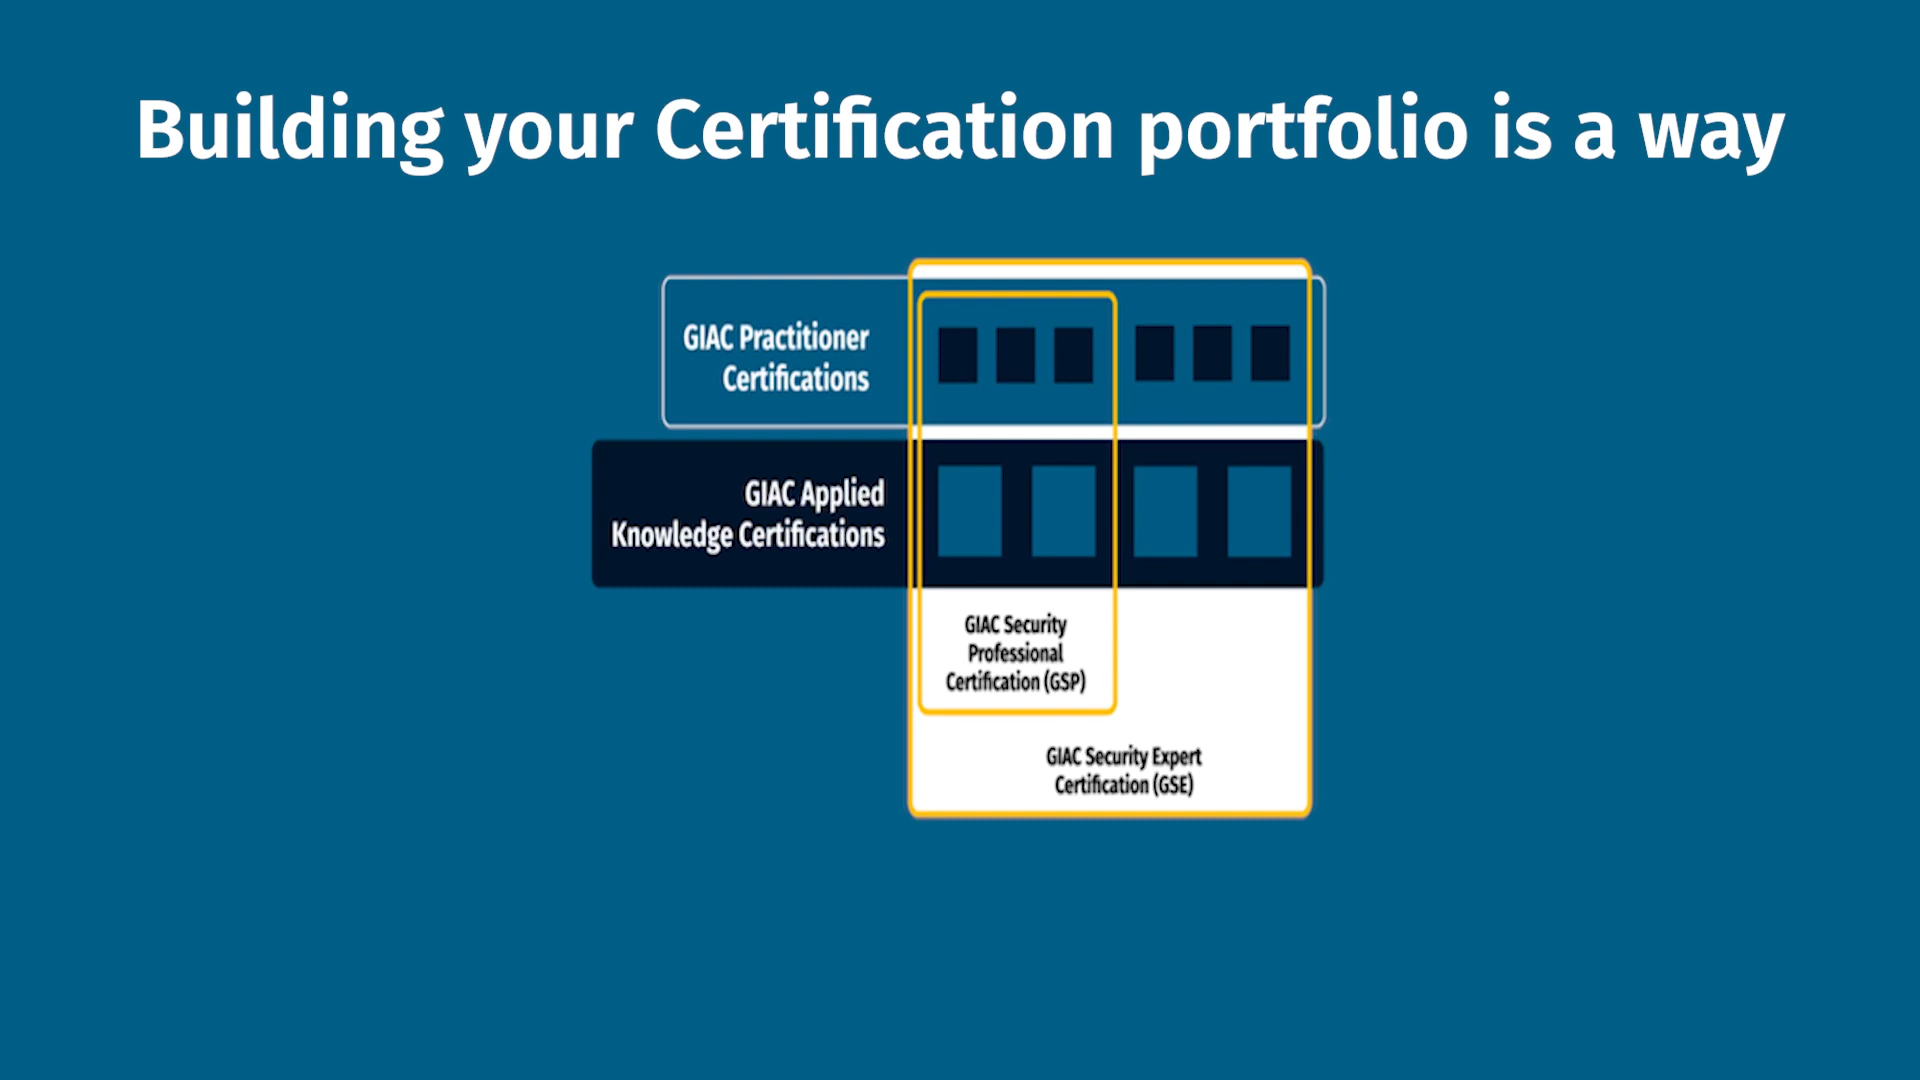 Building your Certification portfolio is a way
GIAC Practitioner
Certifications
GIAC Applied
Knowledge Certifications
GIAC Security
Professional
Certification (GSP)
GIAC Security Expert
Certification (GSE)